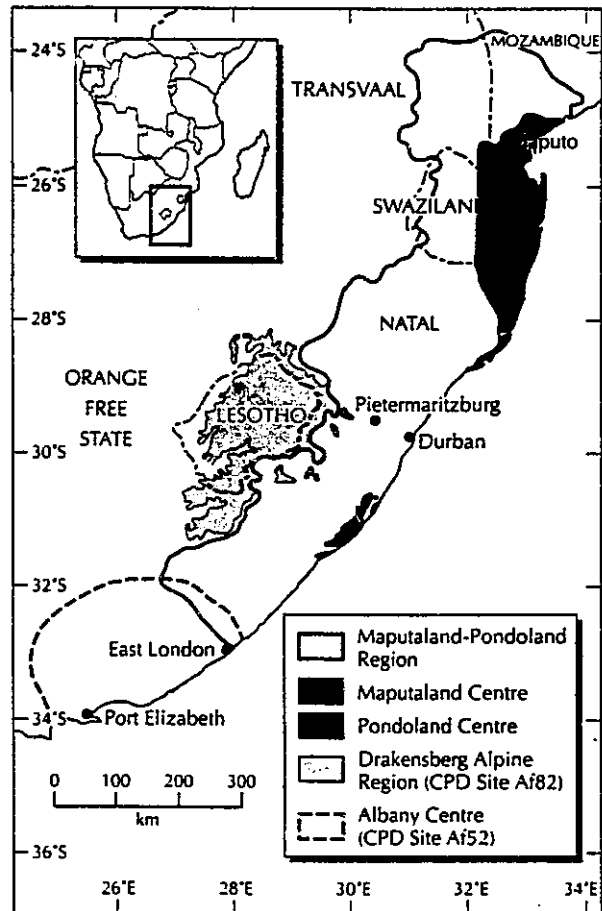 24°S
MOZAMBIQUE
TRANSVAAL
26°S
SWAZILAND
28°S
NATAL
ORANGE
FREE
STATE
LESOTHO
Pietermaritzburg
Durban
30°S
32°S
East London
Port Elizabeth
34°S
0 100 200 300
km
36°S
26°E 28°E 30°E 32°E 34°E
Maputaland-Pondoland
Region
Maputaland Centre
Pondoland Centre
Drakensberg Alpine
Region (CPD Site Af82)
Albany Centre
(CPD Site Af52)